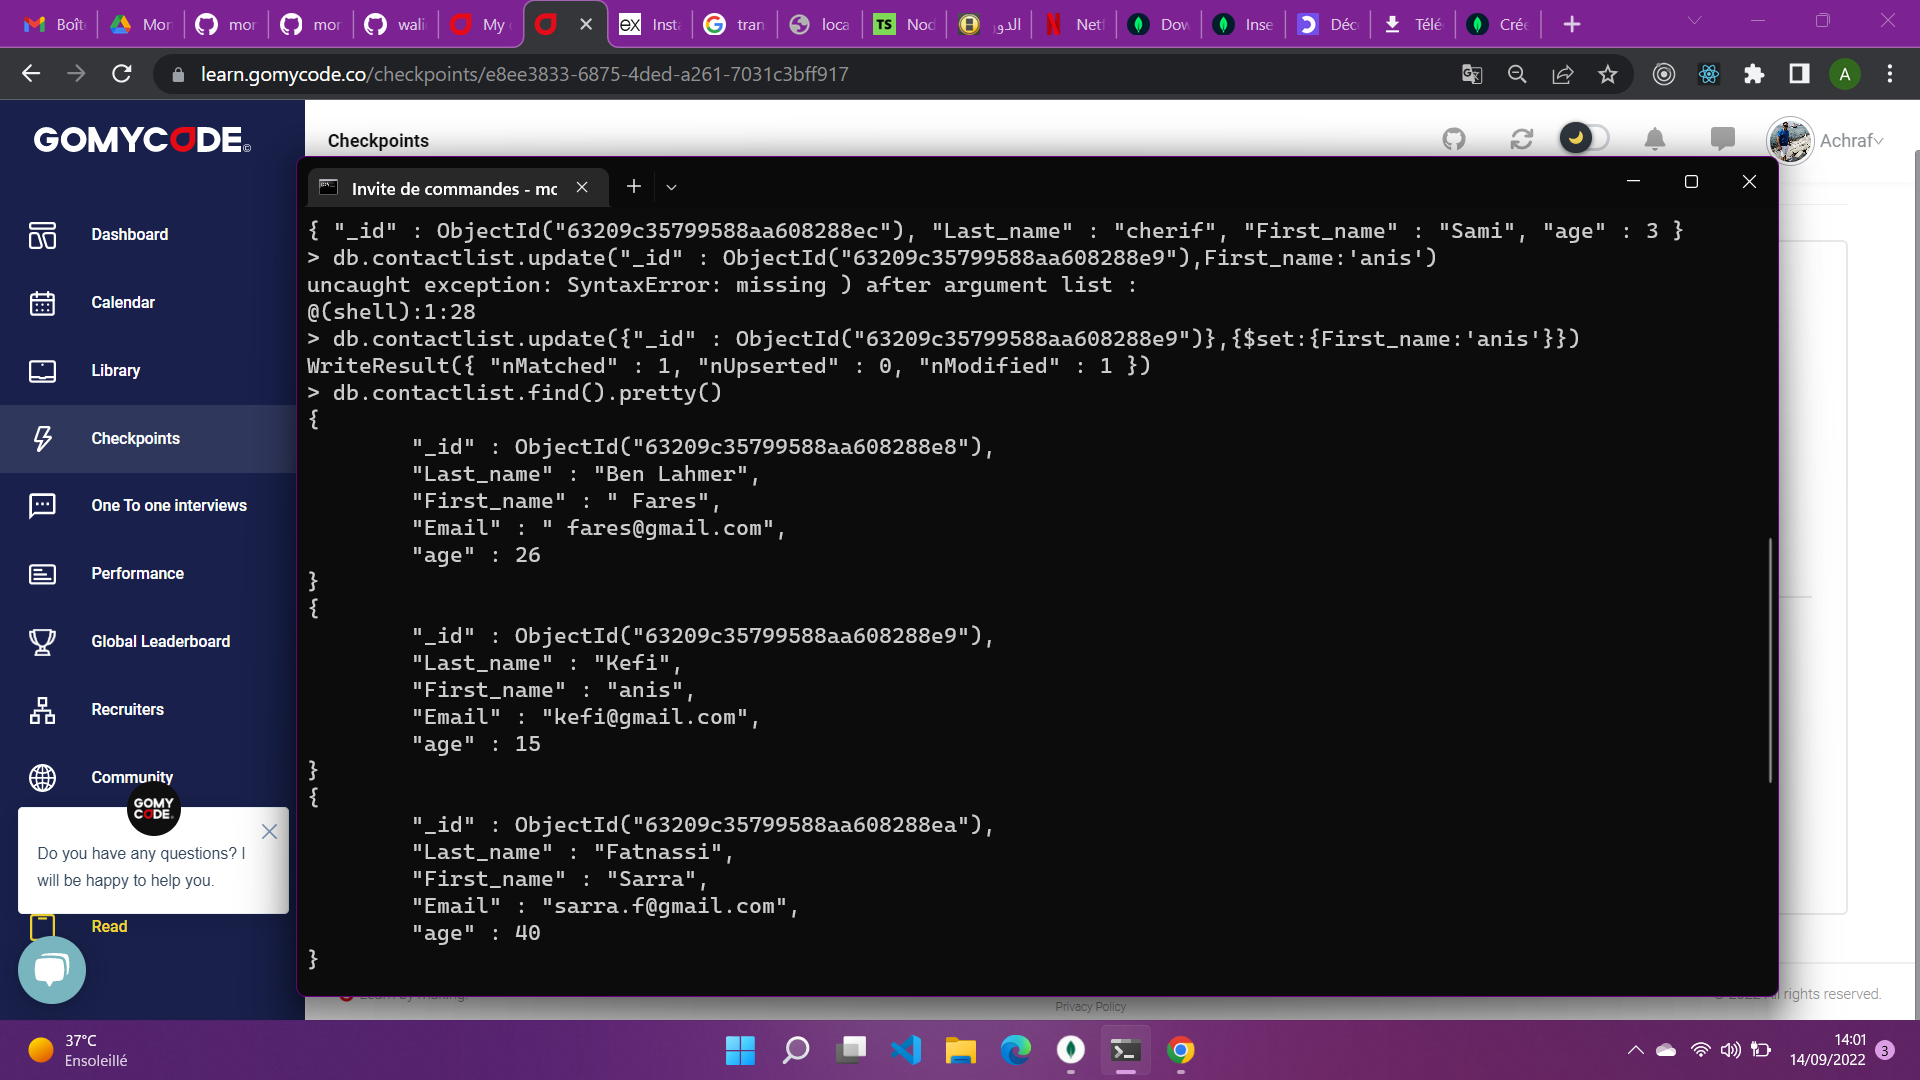 Boît
Mor
mor
mor
wali
My
Inst
tran
loca
TS Nod
الدور
Netf
Dow
Inse
Déc
Télé
Crée
learn.gomycode.co/checkpoints/e8ee3833-6875-4ded-a261-7031c3bff917
A
GOMYCODE
Checkpoints
Achraf
Dashboard
Calendar
Library
Checkpoints
One To one interviews
Performance
Global Leaderboard
Recruiters
Community
GOMY
CODE
Do you have any questions? I
will be happy to help you.
Read
Invite de commandes - mc
{ "_id" : ObjectId("63209c35799588aa608288ec"), "Last_name" : "cherif", "First_name" : "Sami", "age" : 3 }
> db.contactlist.update("_id" : ObjectId("63209c35799588aa608288e9"),First_name:'anis')
uncaught exception: SyntaxError: missing ) after argument list :
@(shell):1:28
> db.contactlist.update({"_id" : ObjectId("63209c35799588aa608288e9")},{$set:{First_name:'anis'}})
WriteResult({ "nMatched" : 1, "nUpserted" : 0, "nModified" : 1 })
> db.contactlist.find().pretty()
{
"_id" : ObjectId("63209c35799588aa608288e8"),
"Last_name" : "Ben Lahmer",
"First_name" : " Fares",
"Email" : " fares@gmail.com",
"age" : 26
}
{
"_id" : ObjectId("63209c35799588aa608288e9"),
"Last_name" : "Kefi",
"First_name" : "anis",
"Email" : "kefi@gmail.com",
"age" : 15
}
{
"_id" : ObjectId("63209c35799588aa608288ea"),
"Last_name" : "Fatnassi",
"First_name" : "Sarra",
"Email" : "sarra.f@gmail.com",
"age" : 40
}
Privacy Policy
rights reserved.
37°C
Ensoleillé
14:01
14/09/2022
3